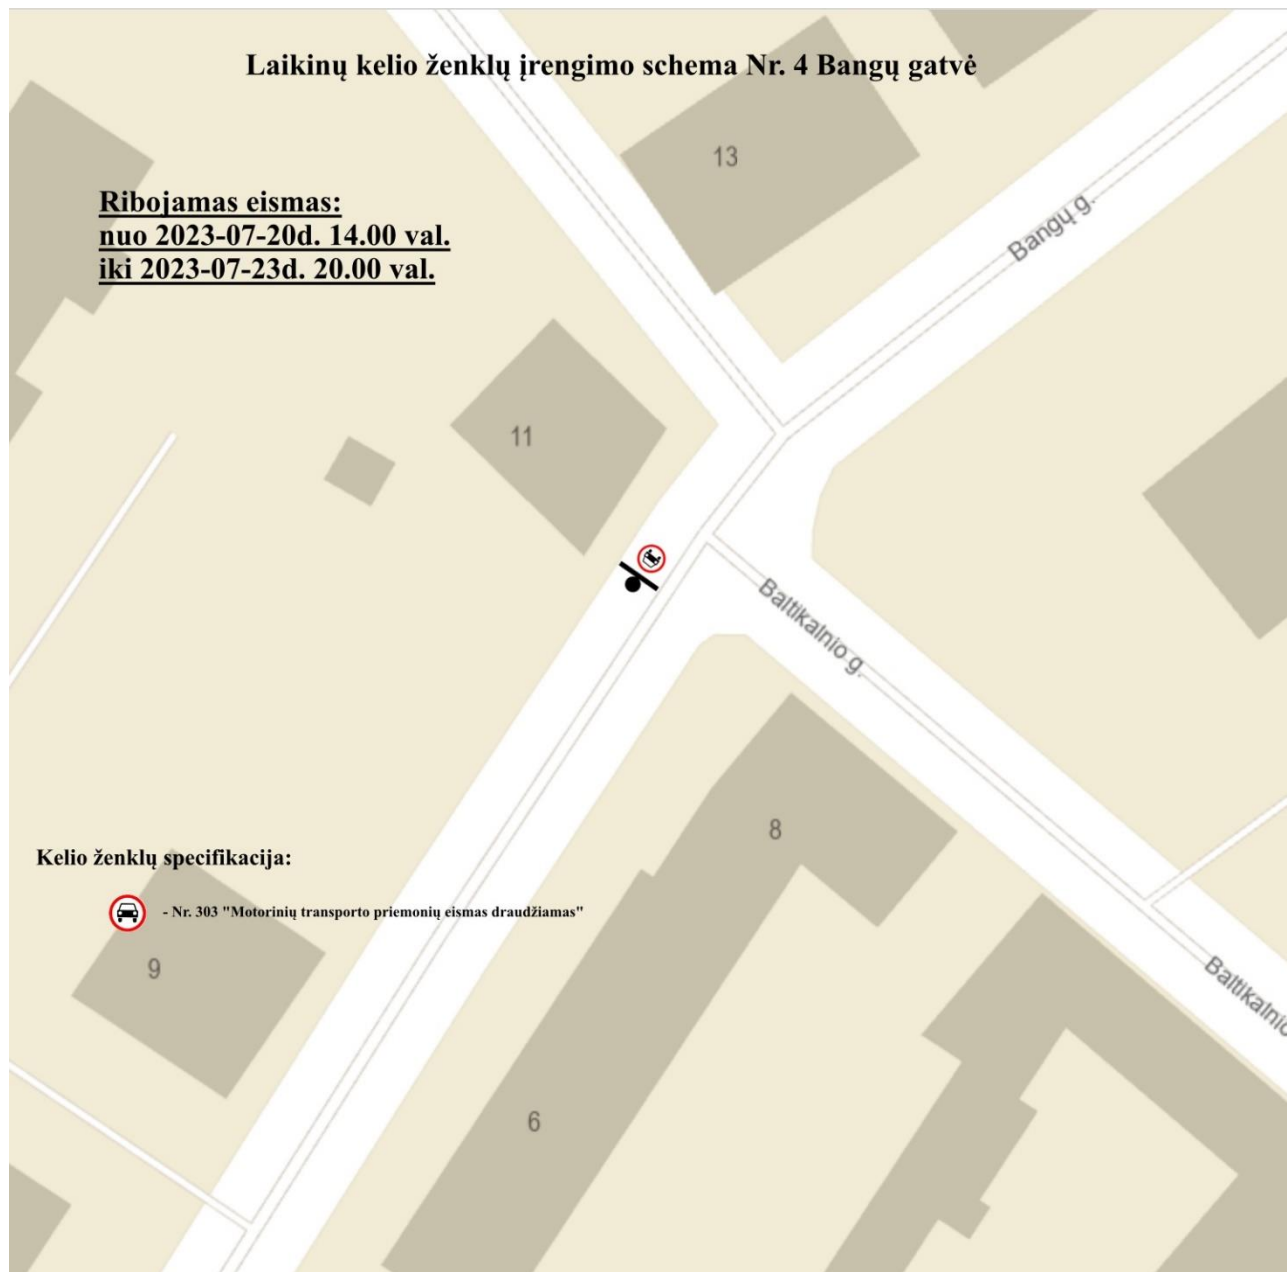 Laikinų kelio ženklų įrengimo schema Nr. 4 Bangų gatvė
13
Ribojamas eismas:
nuo 2023-07-20d. 14.00 val.
iki 2023-07-23d. 20.00 val.
Bangų g.
11
Baltikalnio g.
8
Kelio ženklų specifikacija:
- Nr. 303 "Motorinių transporto priemonių eismas draudžiamas"
9
Baltikalnio
6